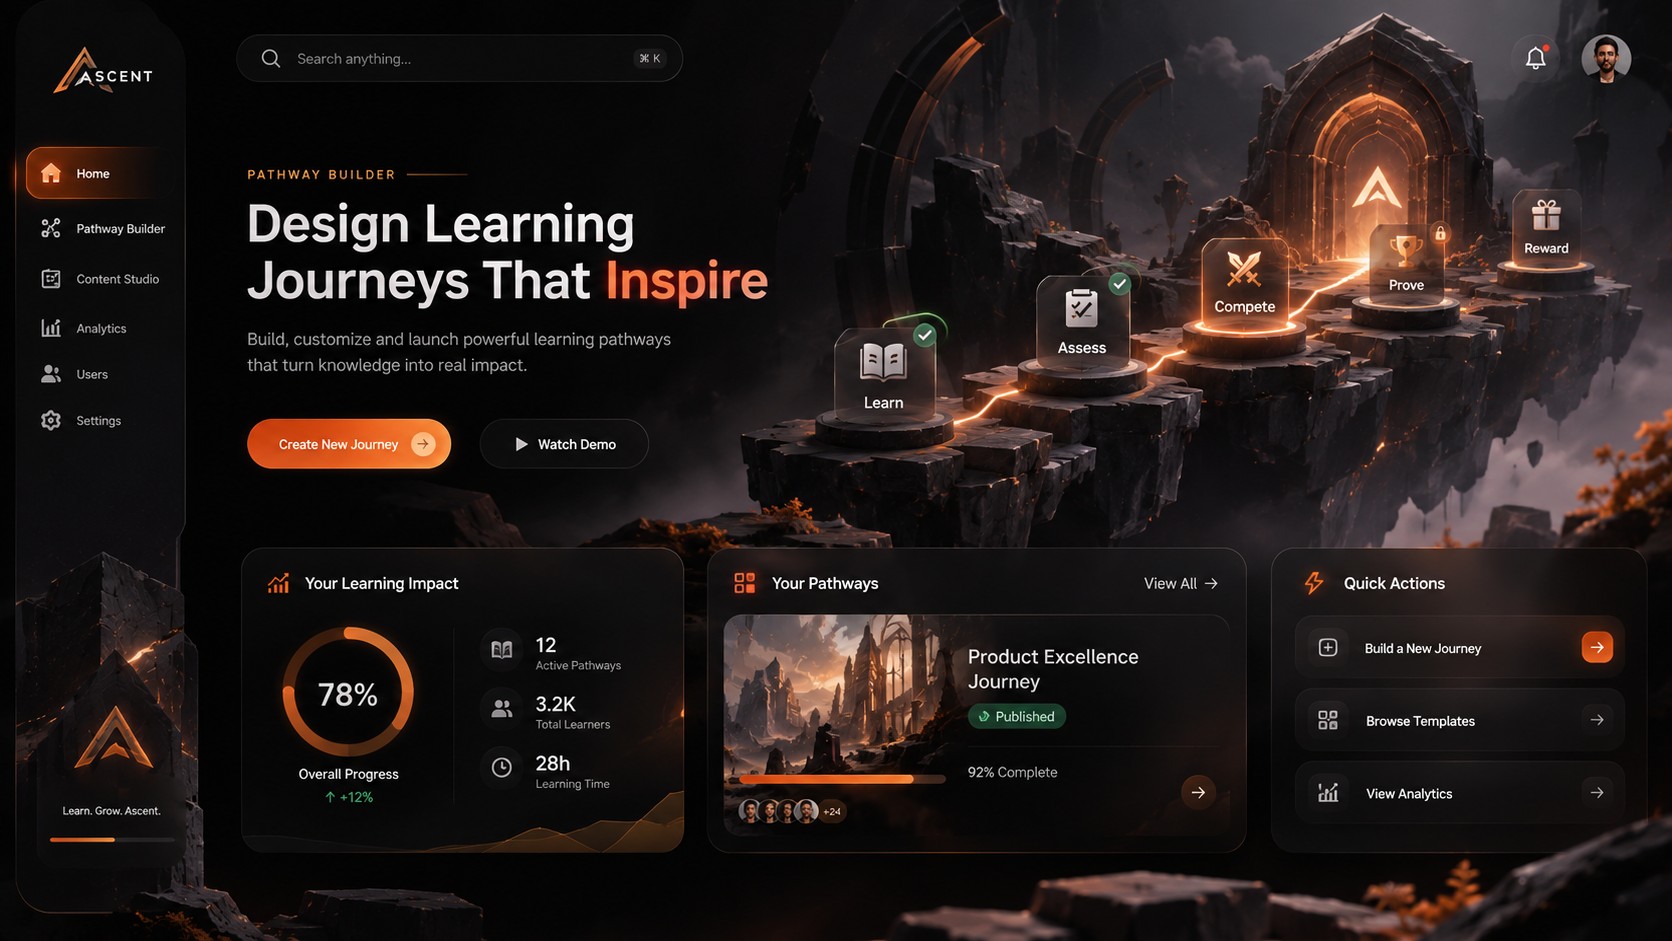 ASCENT
Home
Pathway Builder
Content Studio
Analytics
Users
Settings
Learn. Grow. Ascent.
Search anything...
⌘ K
PATHWAY BUILDER
Design Learning
Journeys That Inspire
Build, customize and launch powerful learning pathways
that turn knowledge into real impact.
Create New Journey
Watch Demo
Learn
Assess
Compete
Prove
Reward
Your Learning Impact
78%
Overall Progress
↑ +12%
12
Active Pathways
3.2K
Total Learners
28h
Learning Time
Your Pathways
View All →
Product Excellence
Journey
Published
92% Complete
+24
Quick Actions
Build a New Journey
Browse Templates
View Analytics